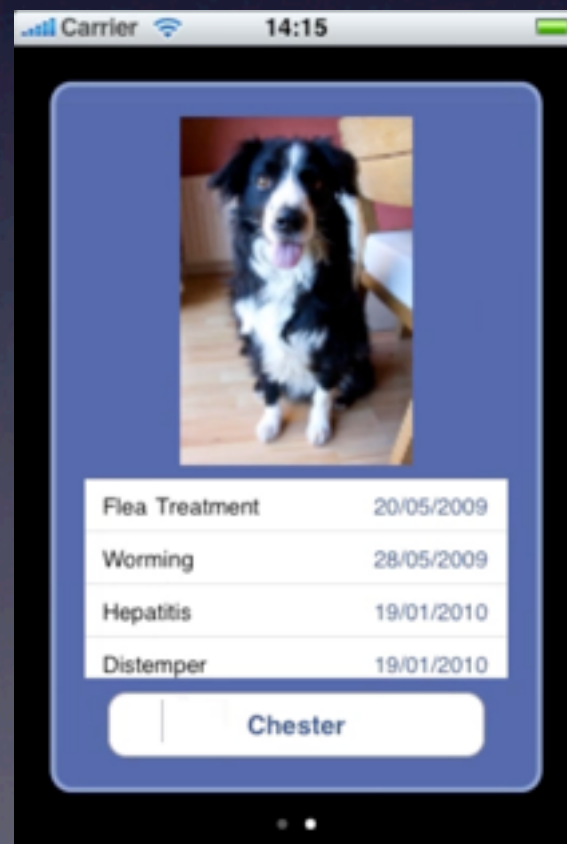 Carrier 14:15
Flea Treatment 20/05/2009
Worming 28/05/2009
Hepatitis 19/01/2010
Distemper 19/01/2010
Chester